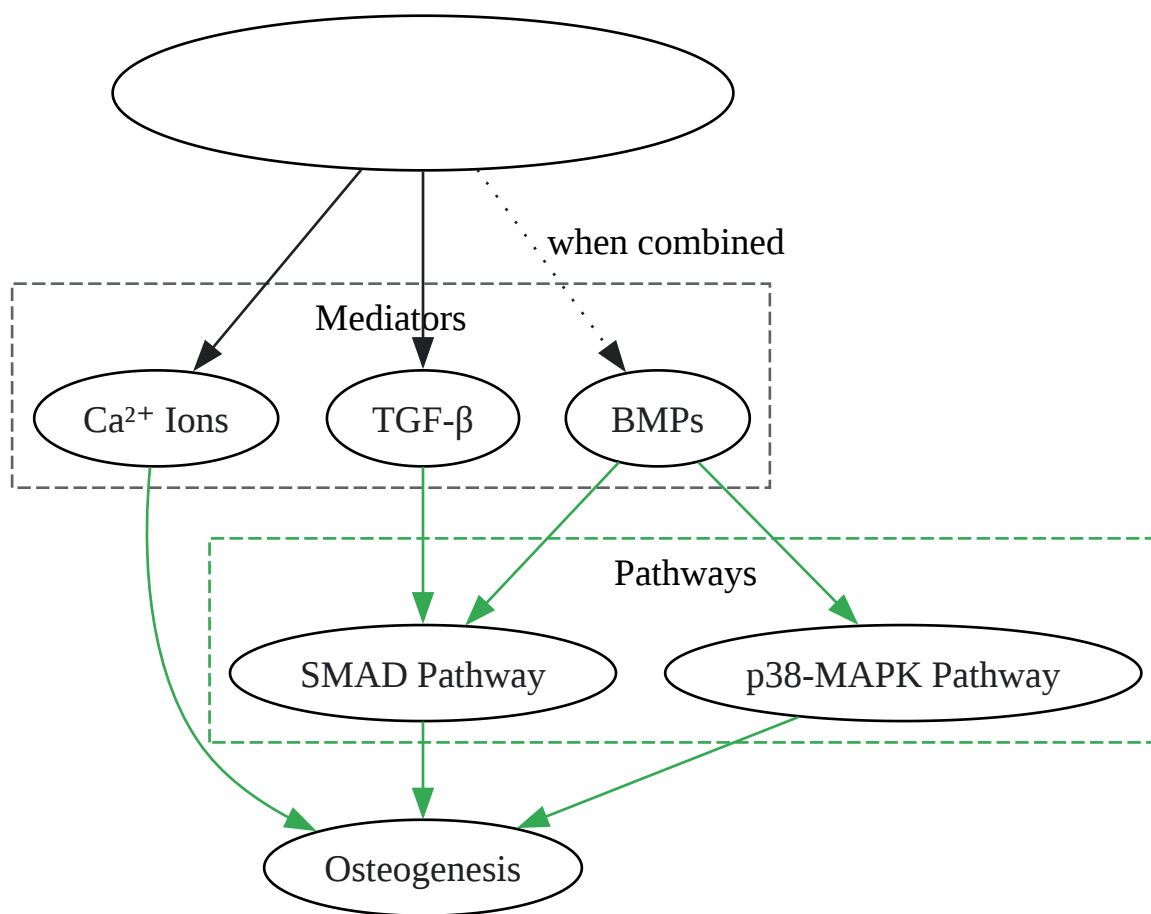 when combined
Mediators
Ca²⁺ Ions
TGF-β
BMPs
Pathways
SMAD Pathway
p38-MAPK Pathway
Osteogenesis